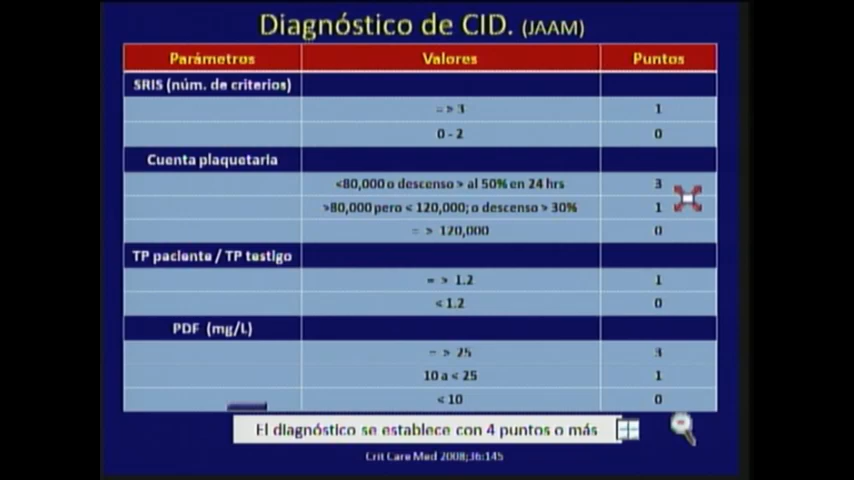 Diagnóstico de CID. (JAAM)
Parámetros Valores Puntos
SRIS (núm. de criterios)
= > 3 1
0 - 2 0
Cuenta plaquetaria
<80,000 o descenso > al 50% en 24 hrs 3
>80,000 pero < 120,000; o descenso > 30% 1
= > 120,000 0
TP paciente / TP testigo
= > 1.2 1
< 1.2 0
PDF (mg/L)
= > 25 3
10 a < 25 1
< 10 0
El diagnóstico se establece con 4 puntos o más
Crit Care Med 2008;36:145